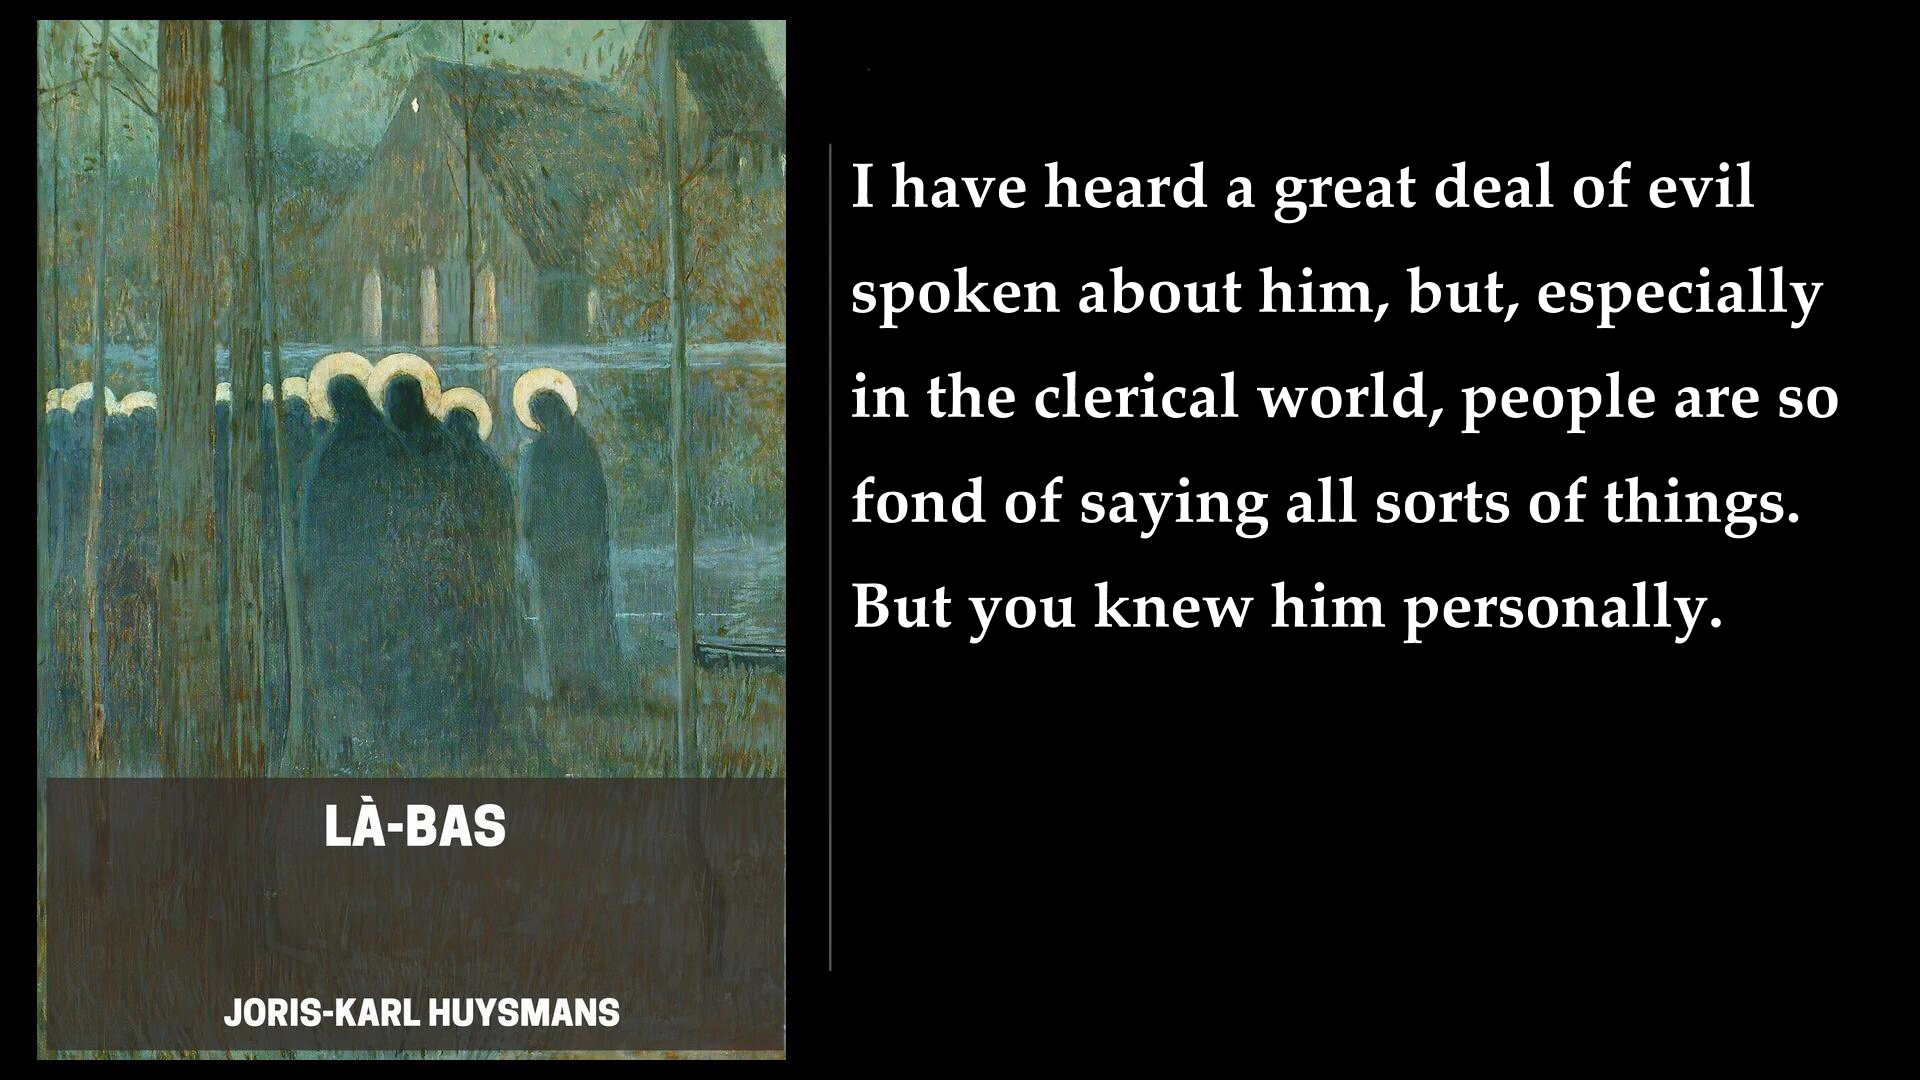 LÀ-BAS
JORIS-KARL HUYSMANS
I have heard a great deal of evil
spoken about him, but, especially
in the clerical world, people are so
fond of saying all sorts of things.
But you knew him personally.